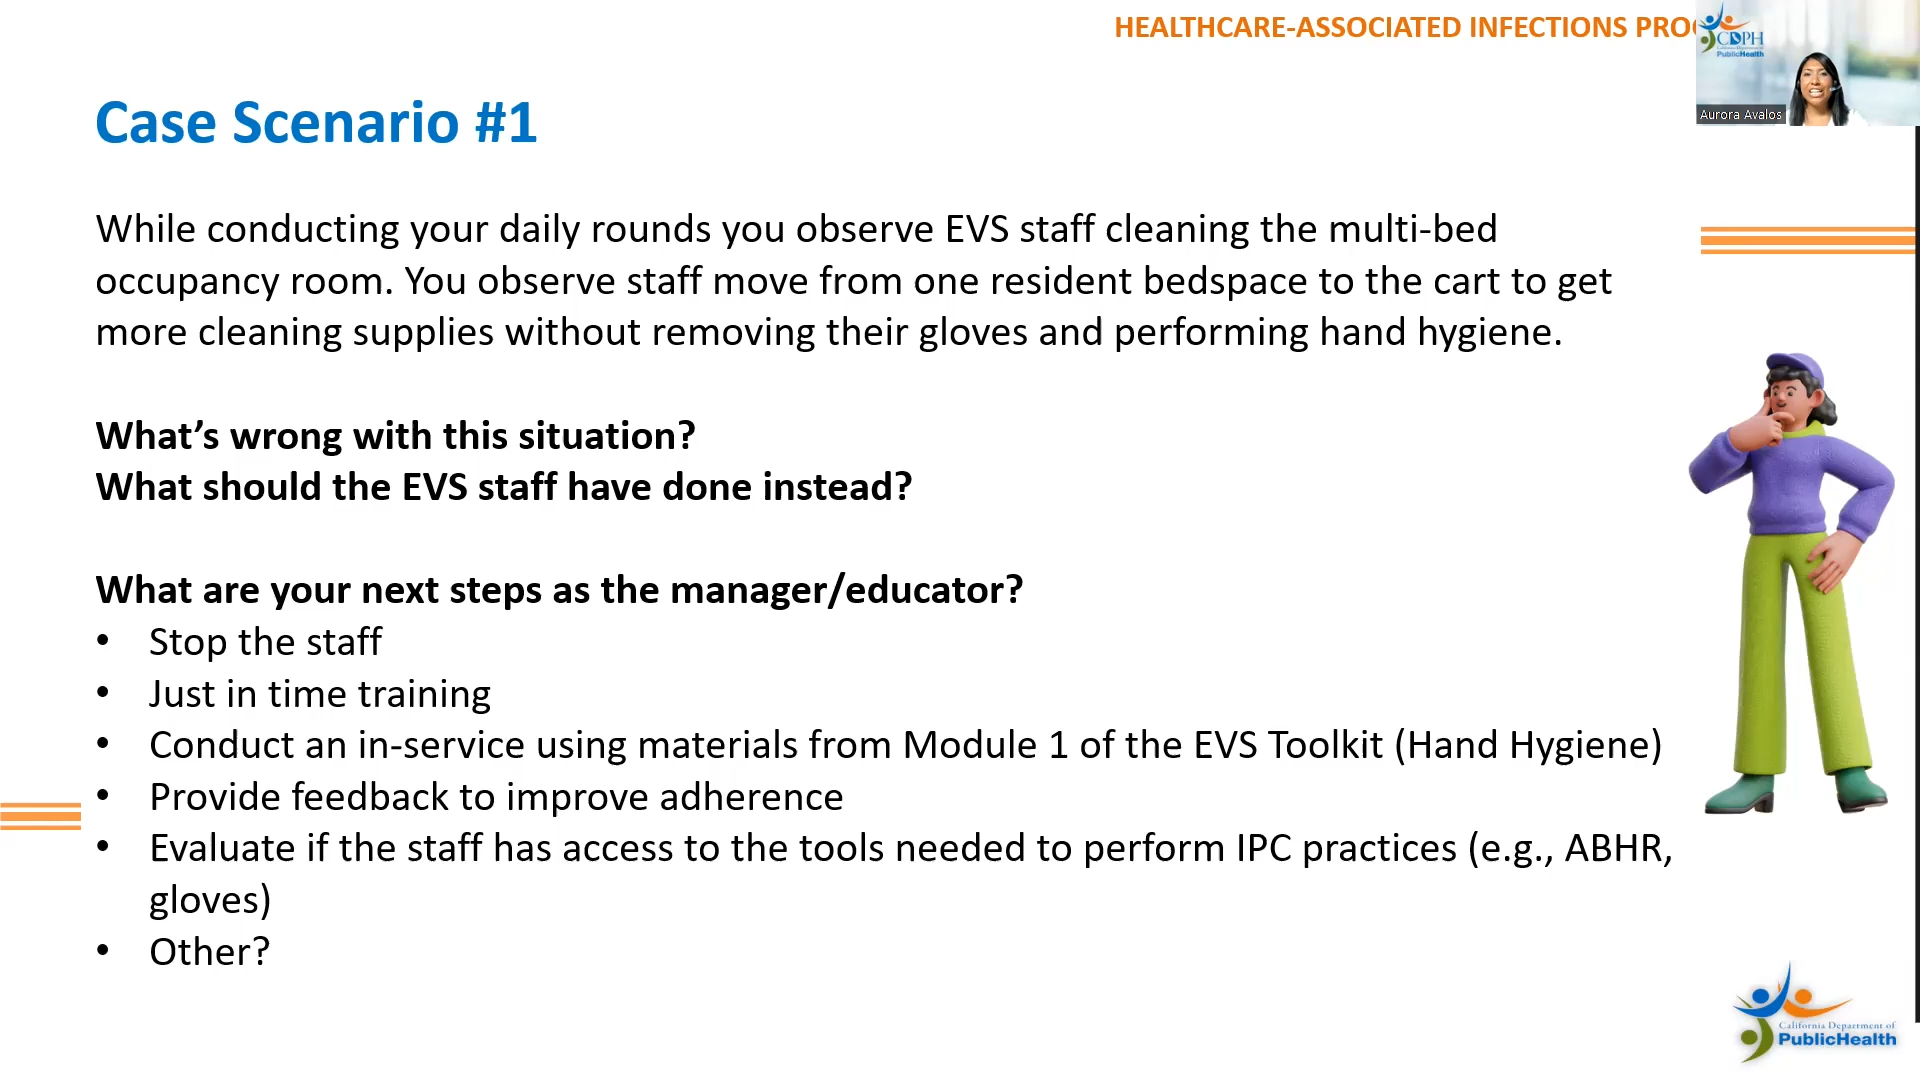 HEALTHCARE-ASSOCIATED INFECTIONS PRO
CDPH
California Department of
PublicHealth
Aurora Avalos
Case Scenario #1
While conducting your daily rounds you observe EVS staff cleaning the multi-bed
occupancy room. You observe staff move from one resident bedspace to the cart to get
more cleaning supplies without removing their gloves and performing hand hygiene.
What’s wrong with this situation?
What should the EVS staff have done instead?
What are your next steps as the manager/educator?
• Stop the staff
• Just in time training
• Conduct an in-service using materials from Module 1 of the EVS Toolkit (Hand Hygiene)
• Provide feedback to improve adherence
• Evaluate if the staff has access to the tools needed to perform IPC practices (e.g., ABHR,
gloves)
• Other?
California Department of
PublicHealth